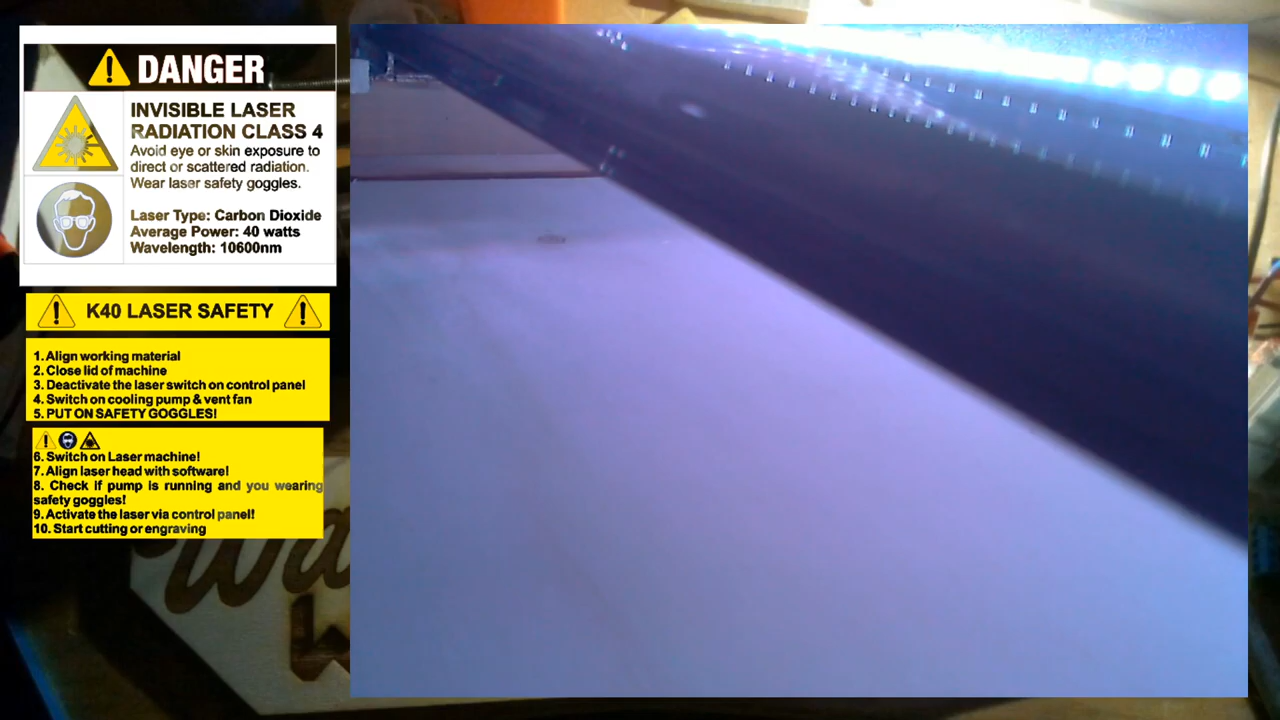 DANGER
INVISIBLE LASER
RADIATION CLASS 4
Avoid eye or skin exposure to
direct or scattered radiation.
Wear laser safety goggles.
Laser Type: Carbon Dioxide
Average Power: 40 watts
Wavelength: 10600nm
K40 LASER SAFETY
1. Align working material
2. Close lid of machine
3. Deactivate the laser switch on control panel
4. Switch on cooling pump & vent fan
5. PUT ON SAFETY GOGGLES!
6. Switch on Laser machine!
7. Align laser head with software!
8. Check if pump is running and you wearing
safety goggles!
9. Activate the laser via control panel!
10. Start cutting or engraving